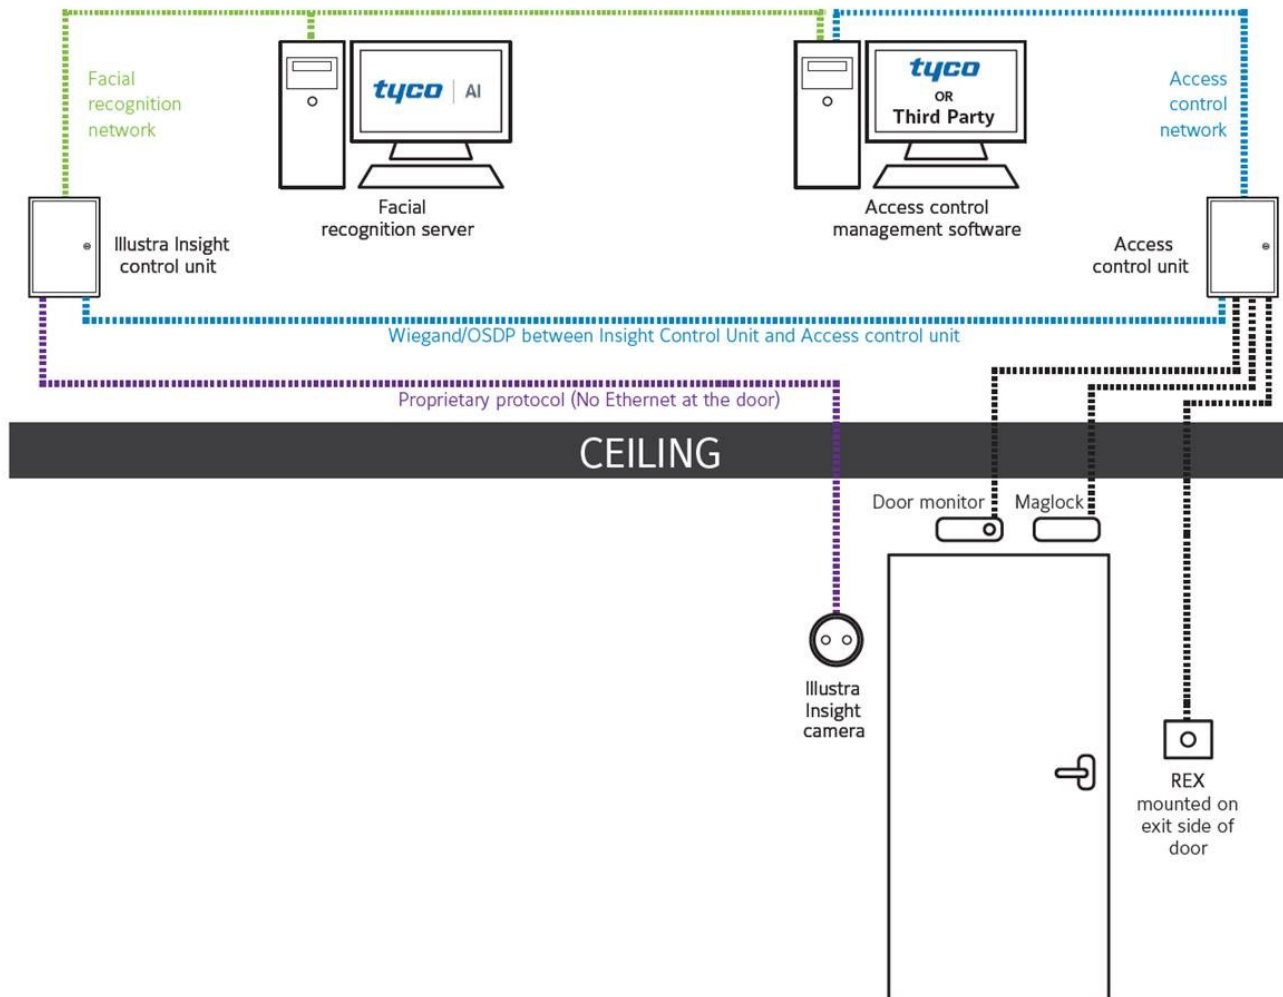 Facial
recognition
network
tyco | AI
tyco
OR
Third Party
Access
control
network
Facial
recognition server
Access control
management software
Illustra Insight
control unit
Access
control unit
Wiegand/OSDP between Insight Control Unit and Access control unit
Proprietary protocol (No Ethernet at the door)
CEILING
Door monitor
Maglock
Illustra
Insight
camera
REX
mounted on
exit side of
door